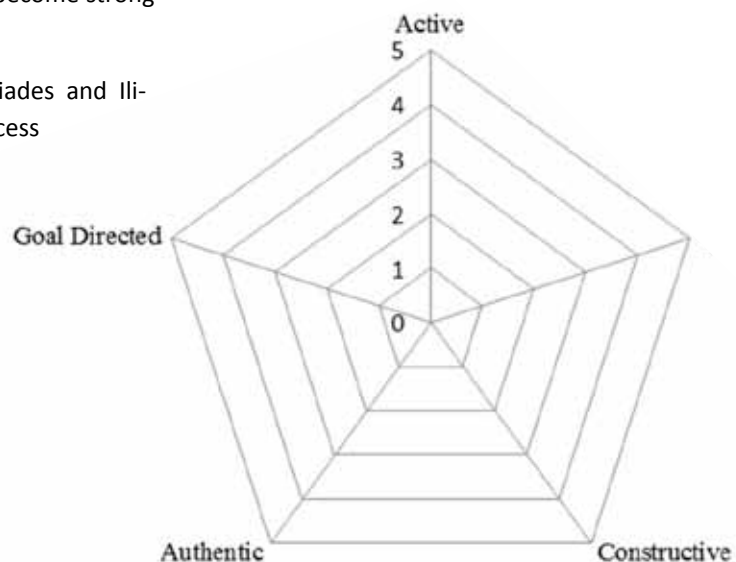 become strong
iades and Ili-
cess
Active
5
4
3
2
1
0
Goal Directed
Authentic
Constructive